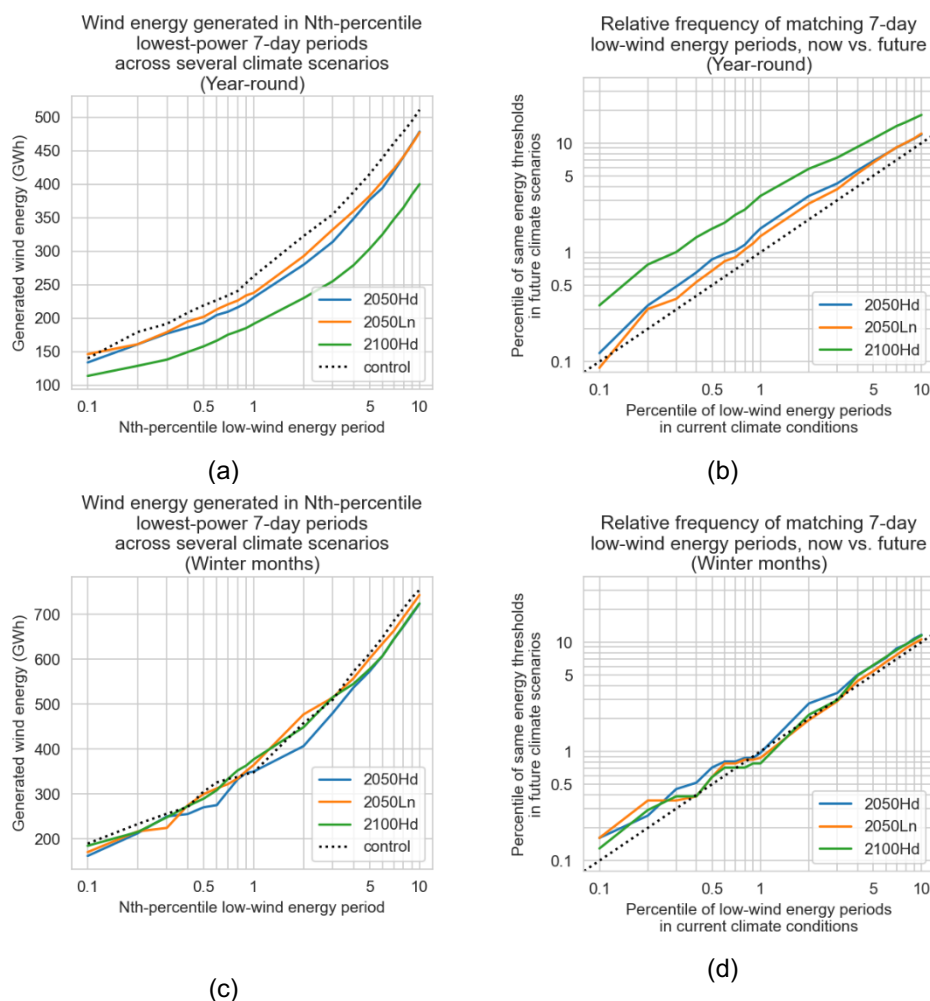 Wind energy generated in Nth-percentile
lowest-power 7-day periods
across several climate scenarios
(Year-round)
Generated wind energy (GWh)
500
450
400
350
300
250
200
150
100
2050Hd
2050Ln
2100Hd
control
0.1
0.5
1
5
10
Nth-percentile low-wind energy period
(a)
Relative frequency of matching 7-day
low-wind energy periods, now vs. future
(Year-round)
Percentile of same energy thresholds
in future climate scenarios
10
5
1
0.5
0.1
2050Hd
2050Ln
2100Hd
0.1
0.5
1
5
10
Percentile of low-wind energy periods
in current climate conditions
(b)
Wind energy generated in Nth-percentile
lowest-power 7-day periods
across several climate scenarios
(Winter months)
Generated wind energy (GWh)
700
600
500
400
300
200
2050Hd
2050Ln
2100Hd
control
0.1
0.5
1
5
10
Nth-percentile low-wind energy period
(c)
Relative frequency of matching 7-day
low-wind energy periods, now vs. future
(Winter months)
Percentile of same energy thresholds
in future climate scenarios
10
5
1
0.5
0.1
2050Hd
2050Ln
2100Hd
0.1
0.5
1
5
10
Percentile of low-wind energy periods
in current climate conditions
(d)